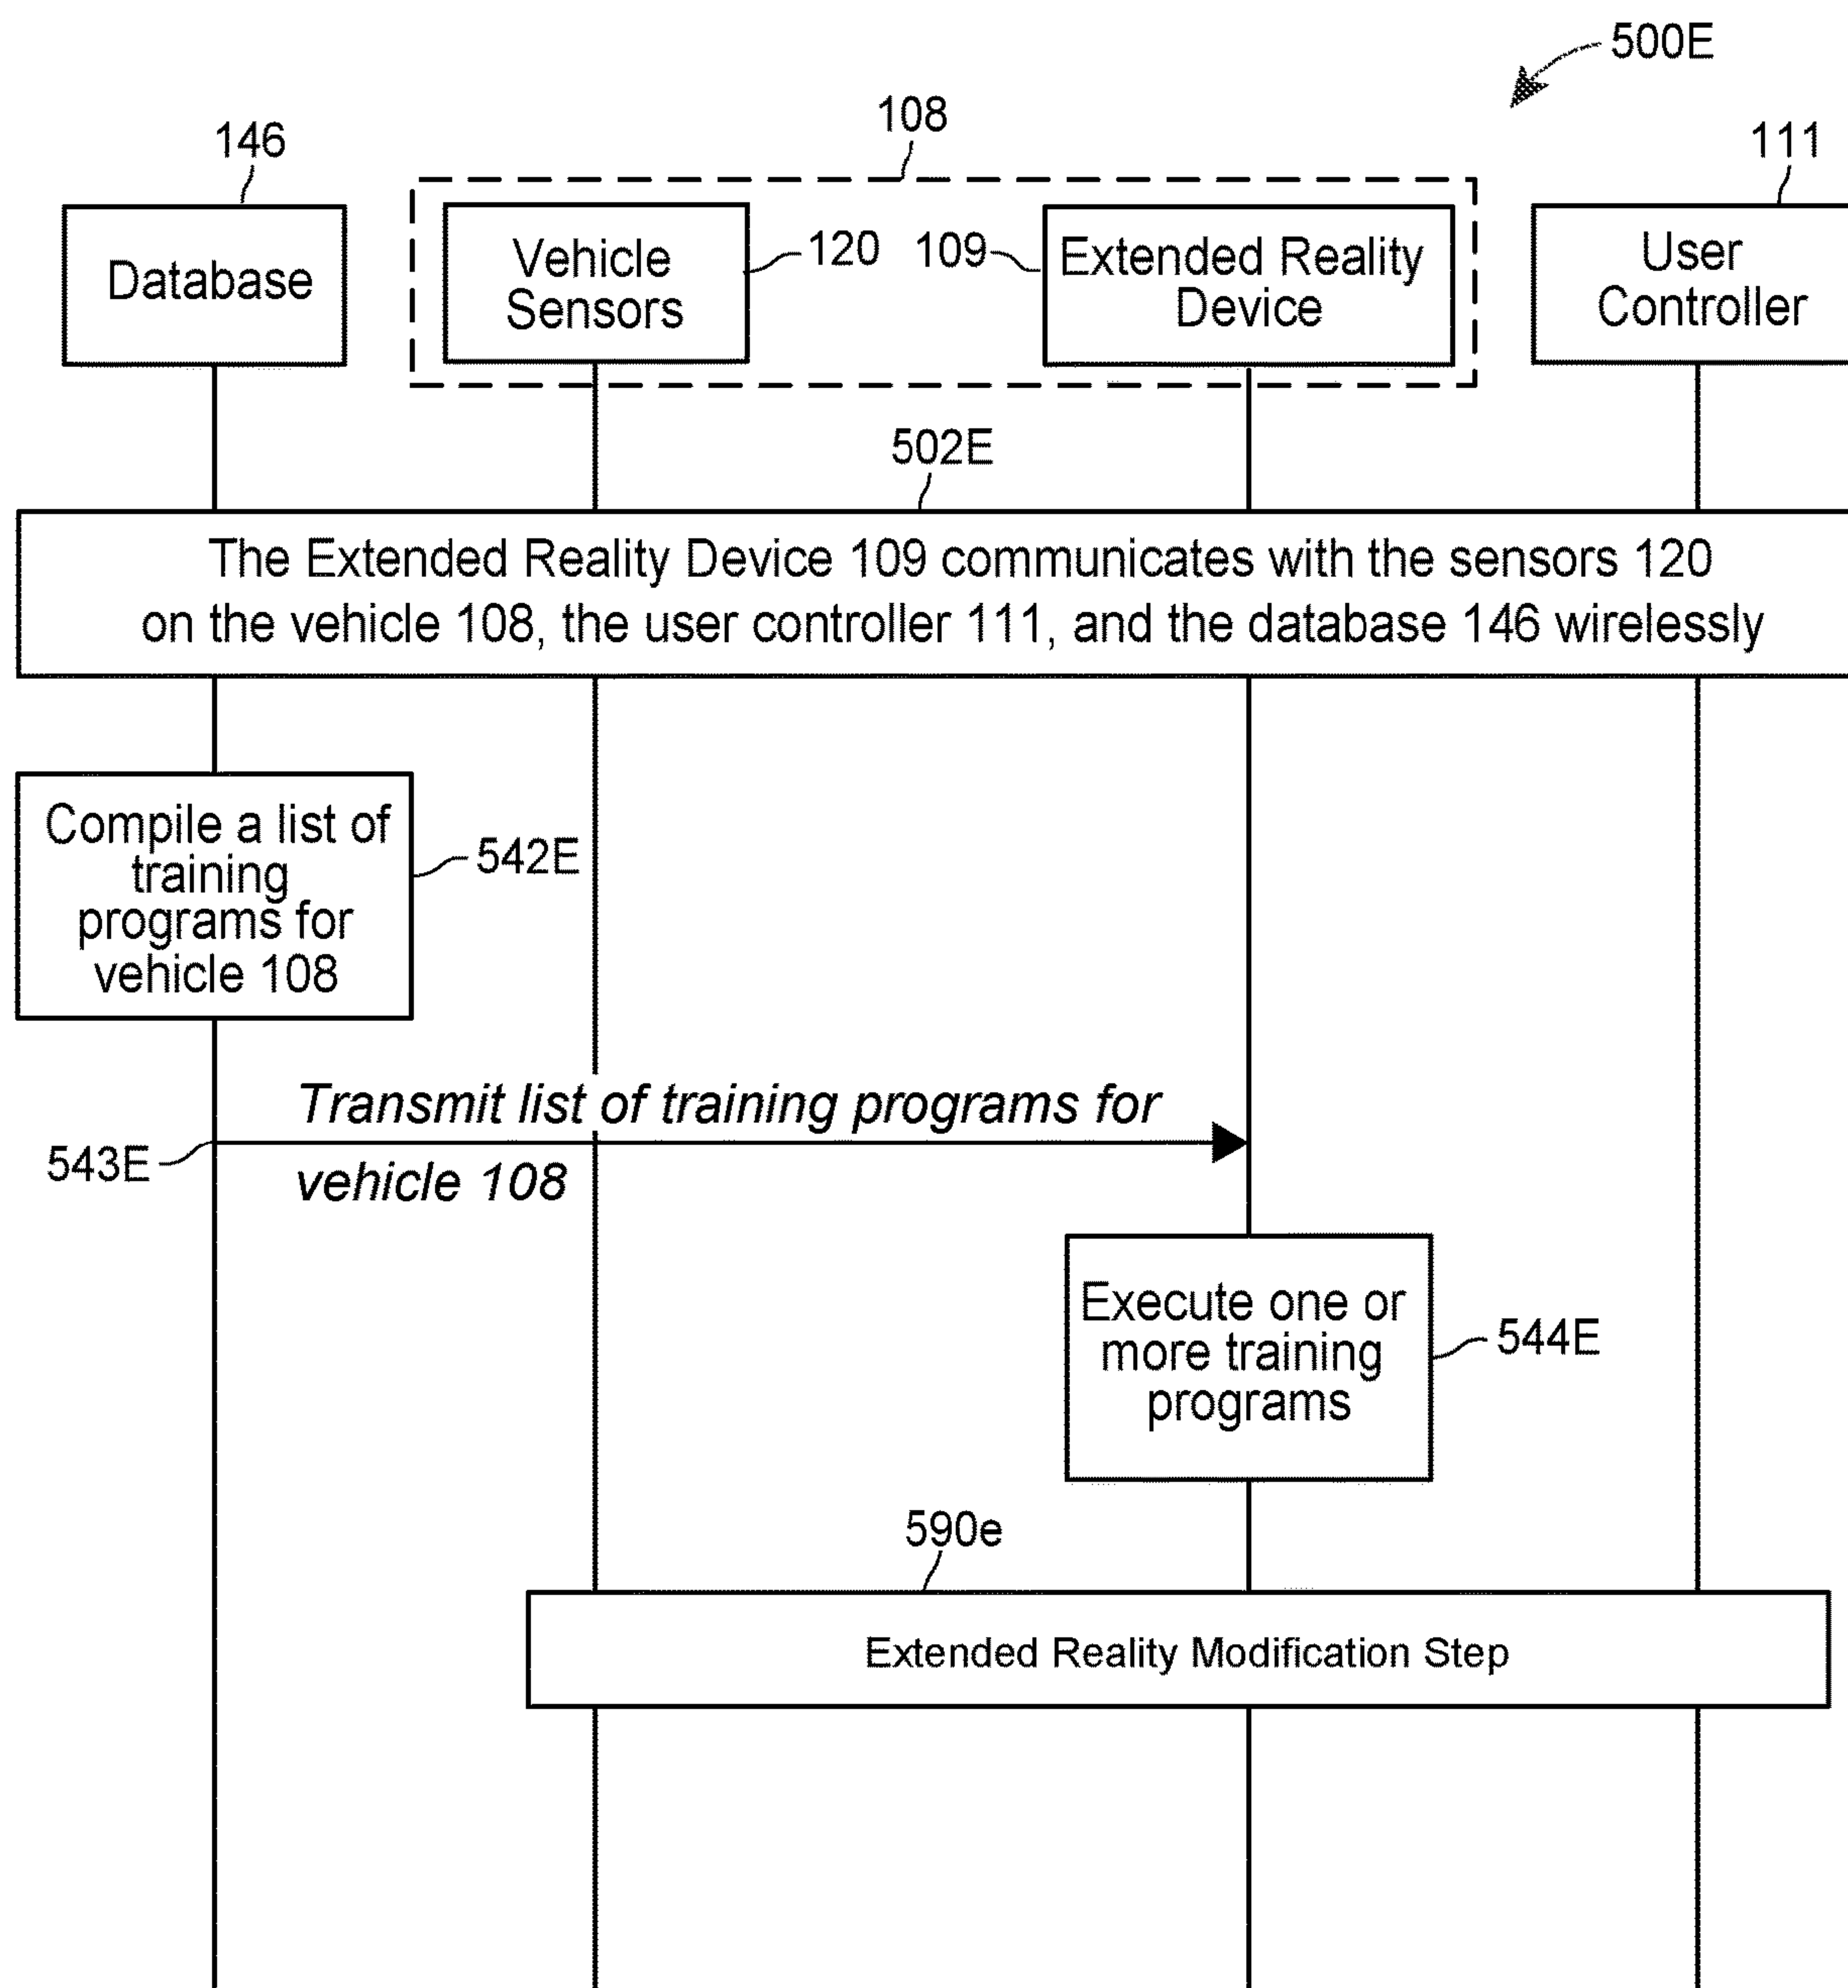 500E
108
146
111
Database
Vehicle
Sensors
120
109
Extended Reality
Device
User
Controller
502E
The Extended Reality Device 109 communicates with the sensors 120
on the vehicle 108, the user controller 111, and the database 146 wirelessly
Compile a list of
training
programs for
vehicle 108
542E
Transmit list of training programs for
543E
vehicle 108
Execute one or
more training
programs
544E
590e
Extended Reality Modification Step